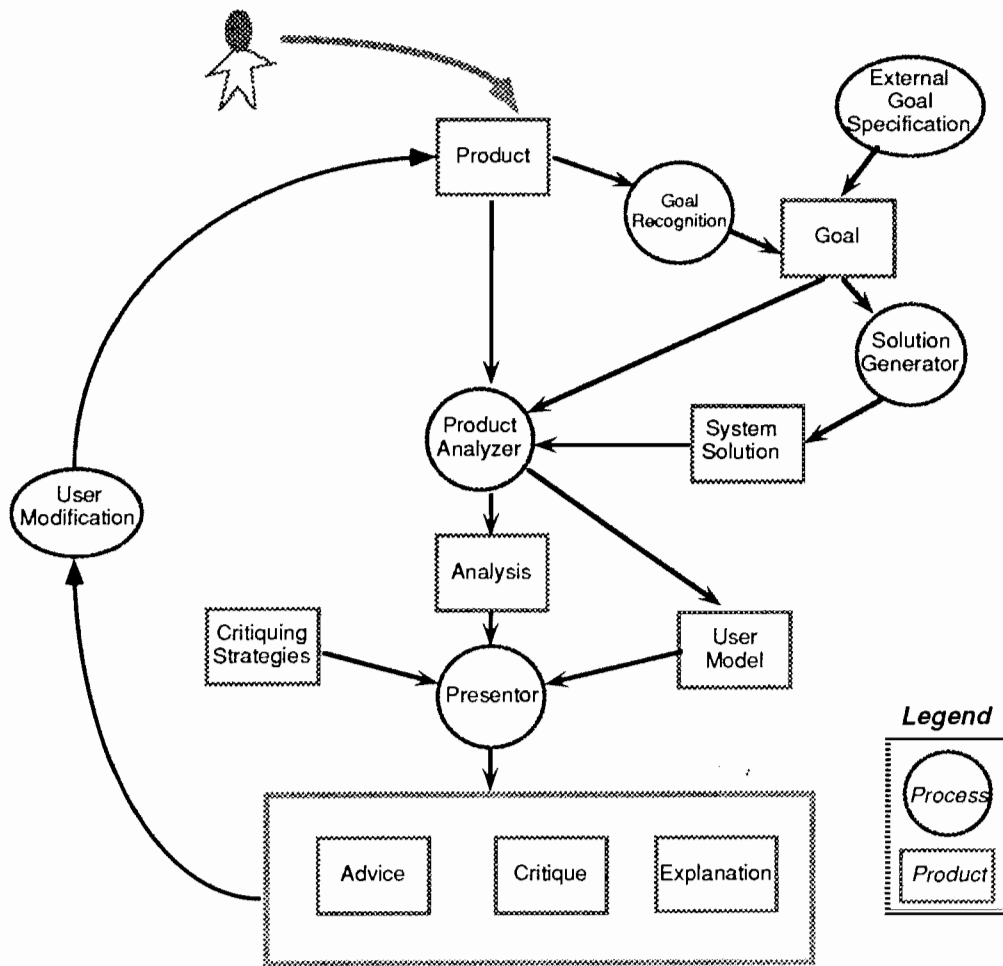 External
Goal
Specification
Product
Goal
Recognition
Goal
Solution
Generator
Product
Analyzer
System
Solution
User
Modification
Analysis
Critiquing
Strategies
User
Model
Presentor
Legend
Process
Product
Advice
Critique
Explanation